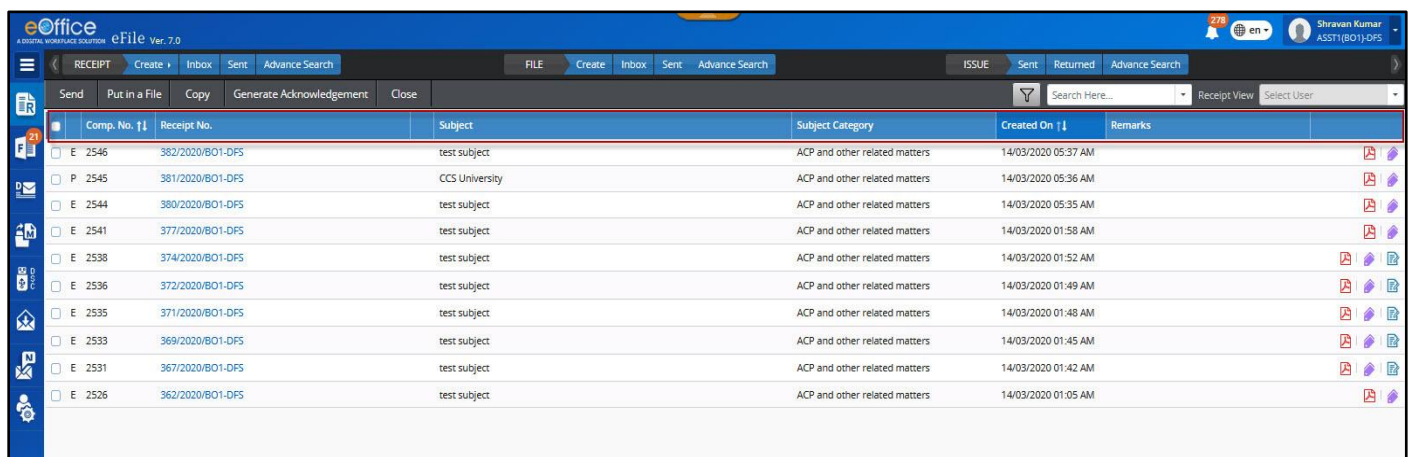 eOffice
A DIGITAL WORKPLACE SOLUTION eFile Ver. 7.0
278 en Shravan Kumar
ASST1(BO1)-DFS
RECEIPT Create Inbox Sent Advance Search FILE Create Inbox Sent Advance Search ISSUE Sent Returned Advance Search
Send Put in a File Copy Generate Acknowledgement Close Search Here... Receipt View Select User
Comp. No. Receipt No. Subject Subject Category Created On Remarks
E 2546 382/2020/BO1-DFS test subject ACP and other related matters 14/03/2020 05:37 AM
P 2545 381/2020/BO1-DFS CCS University ACP and other related matters 14/03/2020 05:36 AM
E 2544 380/2020/BO1-DFS test subject ACP and other related matters 14/03/2020 05:35 AM
E 2541 377/2020/BO1-DFS test subject ACP and other related matters 14/03/2020 01:58 AM
E 2538 374/2020/BO1-DFS test subject ACP and other related matters 14/03/2020 01:52 AM
E 2536 372/2020/BO1-DFS test subject ACP and other related matters 14/03/2020 01:49 AM
E 2535 371/2020/BO1-DFS test subject ACP and other related matters 14/03/2020 01:48 AM
E 2533 369/2020/BO1-DFS test subject ACP and other related matters 14/03/2020 01:45 AM
E 2531 367/2020/BO1-DFS test subject ACP and other related matters 14/03/2020 01:42 AM
E 2526 362/2020/BO1-DFS test subject ACP and other related matters 14/03/2020 01:05 AM
R
21
F
D
M
DSC
N